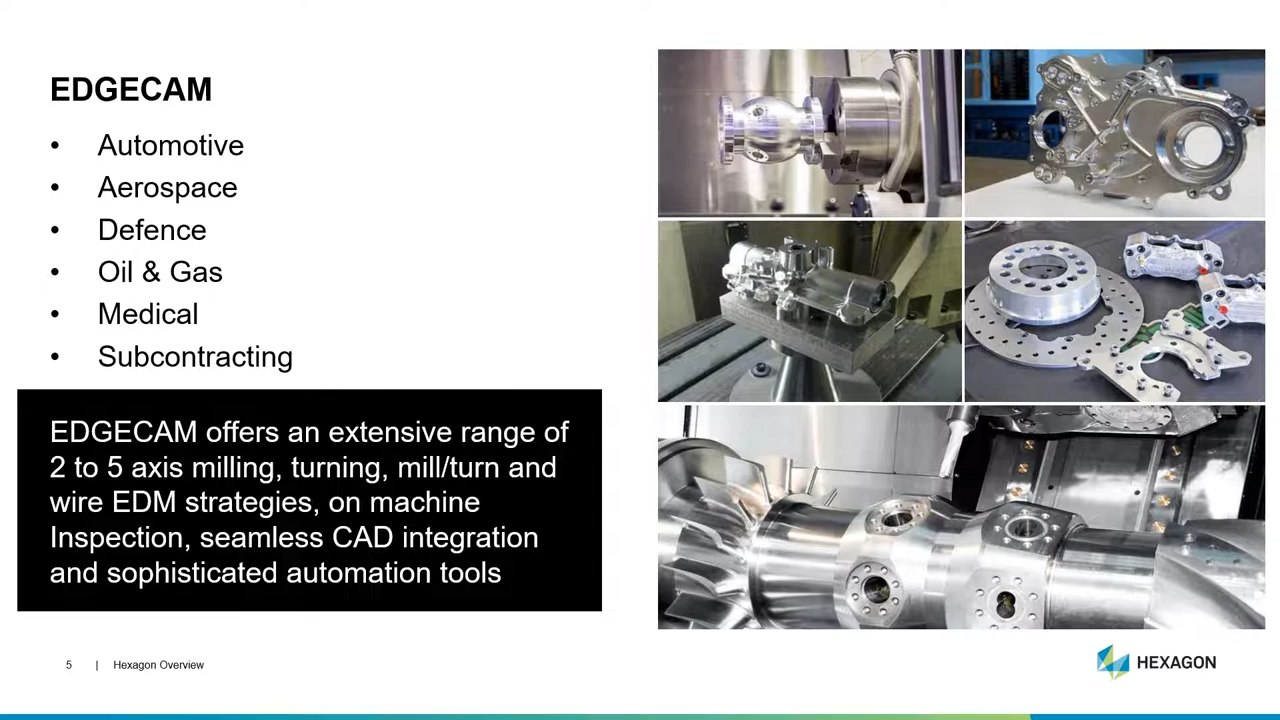 EDGECAM
• Automotive
• Aerospace
• Defence
• Oil & Gas
• Medical
• Subcontracting
EDGECAM offers an extensive range of
2 to 5 axis milling, turning, mill/turn and
wire EDM strategies, on machine
Inspection, seamless CAD integration
and sophisticated automation tools
5 | Hexagon Overview
HEXAGON